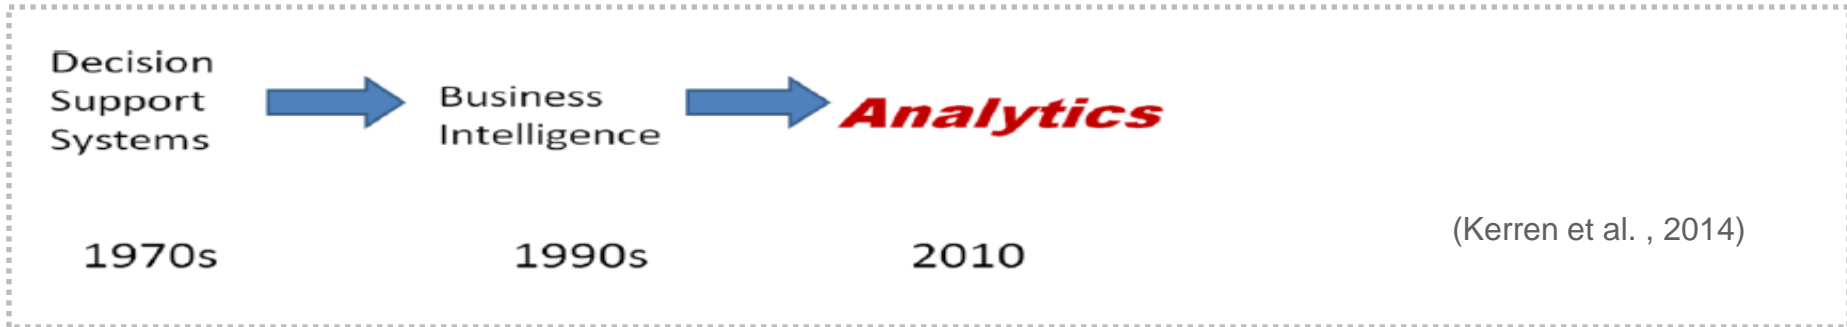 Decision
Support
Systems
Business
Intelligence
Analytics
1970s
1990s
2010
(Kerren et al. , 2014)